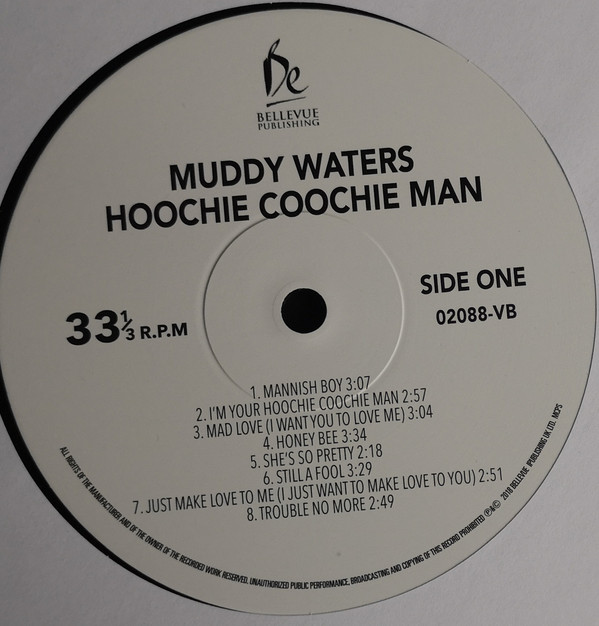 Be
BELLEVUE
PUBLISHING
MUDDY WATERS
HOOCHIE COOCHIE MAN
SIDE ONE
02088-VB
33 1/3 R.P.M
1. MANNISH BOY 3:07
2. I'M YOUR HOOCHIE COOCHIE MAN 2:57
3. MAD LOVE (I WANT YOU TO LOVE ME) 3:04
4. HONEY BEE 3:34
5. SHE'S SO PRETTY 2:18
6. STILL A FOOL 3:29
7. JUST MAKE LOVE TO ME (I JUST WANT TO MAKE LOVE TO YOU) 2:51
8. TROUBLE NO MORE 2:49
ALL RIGHTS OF THE MANUFACTURER AND OF THE OWNER OF THE RECORDED WORK RESERVED. UNAUTHORIZED PUBLIC PERFORMANCE, BROADCASTING AND COPYING OF THIS RECORD PROHIBITED ℗&© 2018 BELLEVUE PUBLISHING UK LTD. MCPS